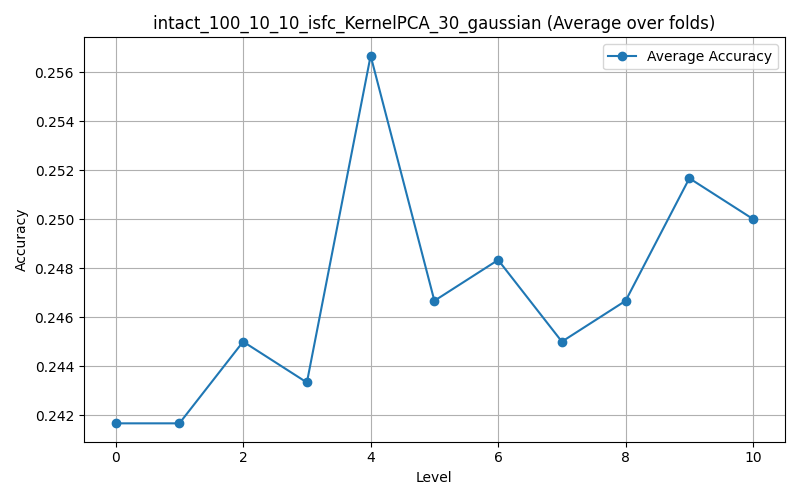 intact_100_10_10_isfc_KernelPCA_30_gaussian (Average over folds)
Average Accuracy
0.256
0.254
0.252
0.250
0.248
0.246
0.244
0.242
Accuracy
0 2 4 6 8 10
Level